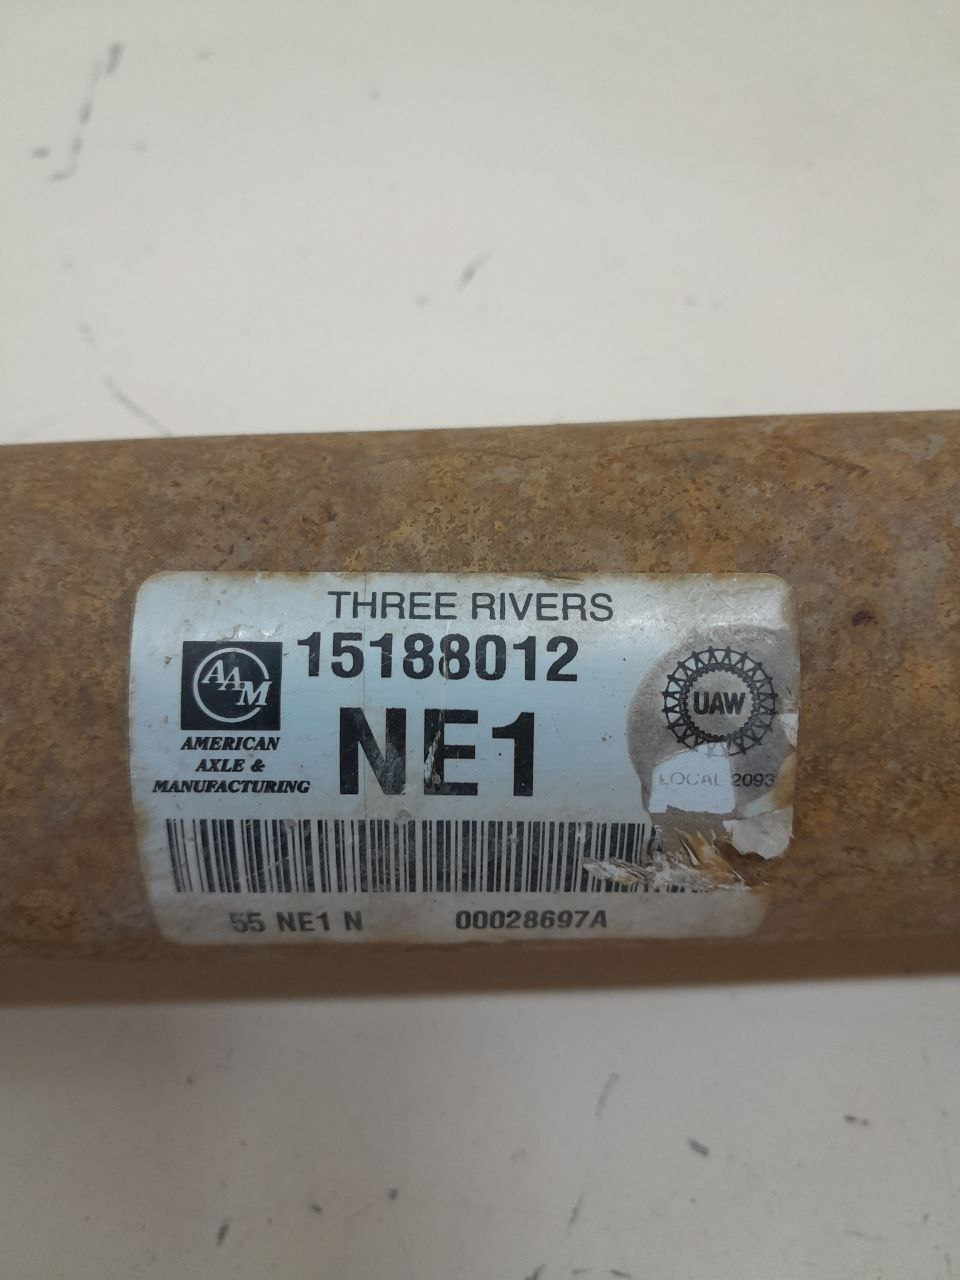 THREE RIVERS
15188012
AAM
AMERICAN
AXLE &
MANUFACTURING
NE1
UAW
LOCAL 2093
55 NE1 N 00028697A